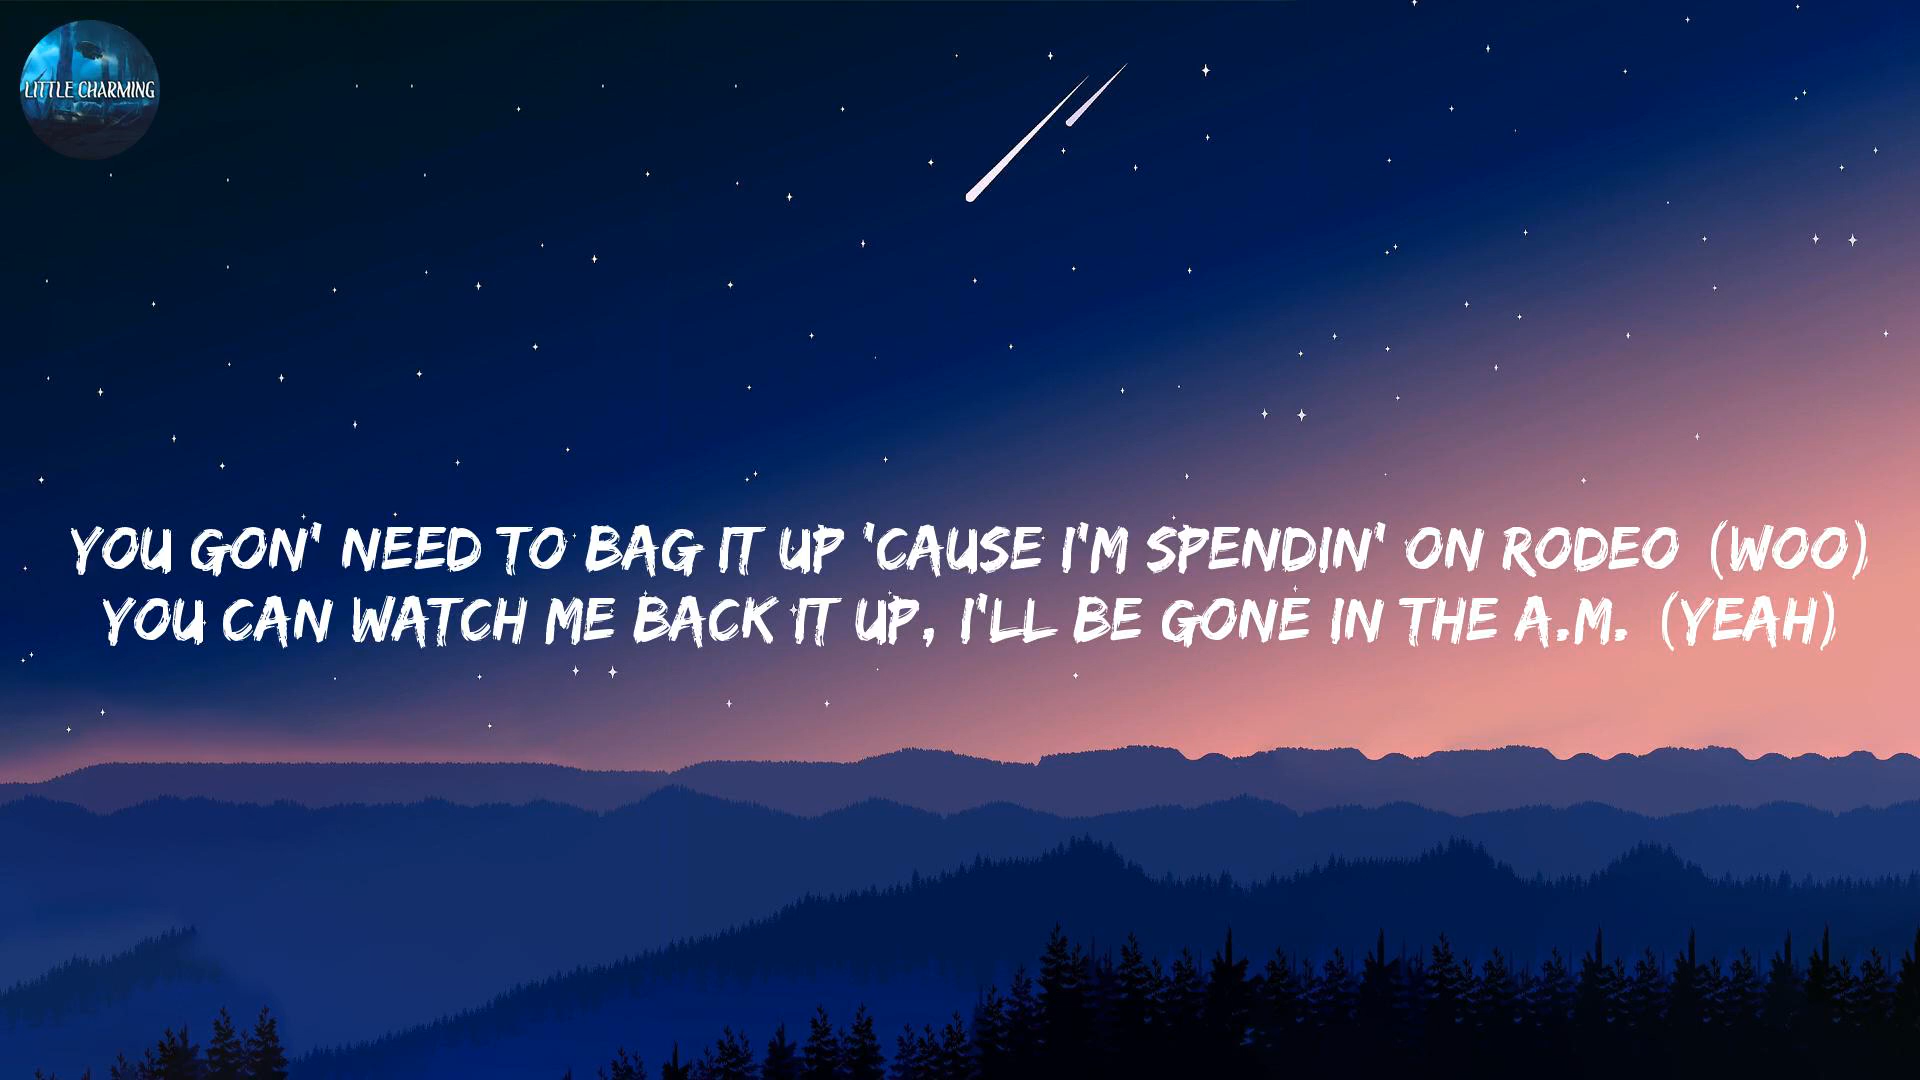 LITTLE CHARMING
YOU GON' NEED TO BAG IT UP 'CAUSE I'M SPENDIN' ON RODEO (WOO)
YOU CAN WATCH ME BACK IT UP, I'LL BE GONE IN THE A.M. (YEAH)